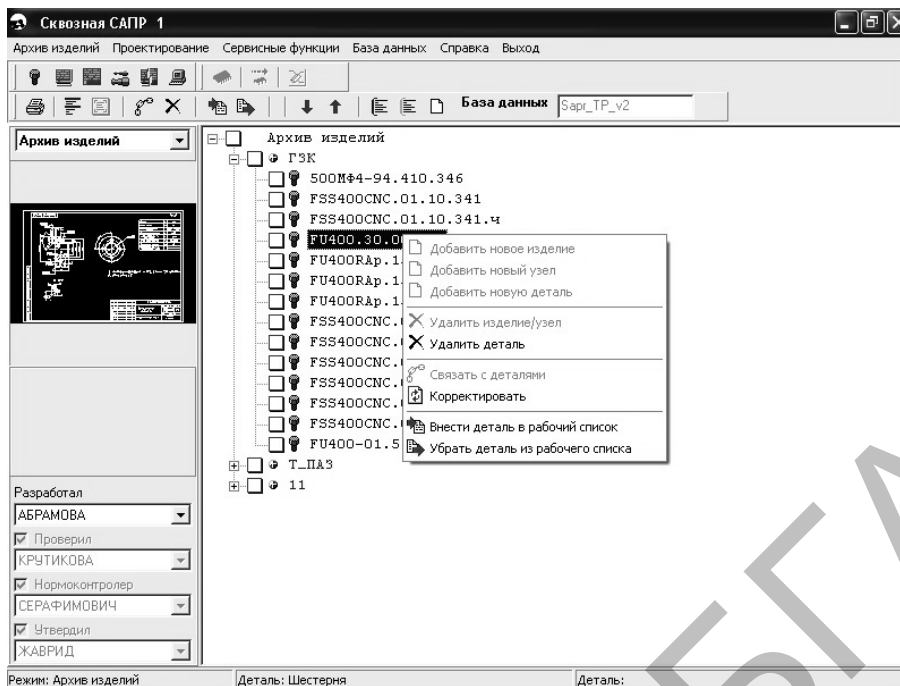 Сквозная САПР 1
Архив изделий Проектирование Сервисные функции База данных Справка Выход
База данных Sapr_TP_v2
Архив изделий
Архив изделий
ГЗК
500МФ4-94.410.346
FSS400CNC.01.10.341
FSS400CNC.01.10.341.ч
FU400.30.0
FU400RAp.1
FU400RAp.1
FU400RAp.1
FSS400CNC.
FSS400CNC.
FSS400CNC.
FSS400CNC.
FSS400CNC.
FSS400CNC.
FU400-01.5
Т_ПАЗ
11
Добавить новое изделие
Добавить новый узел
Добавить новую деталь
Удалить изделие/узел
Удалить деталь
Связать с деталями
Корректировать
Внести деталь в рабочий список
Убрать деталь из рабочего списка
Разработал
АБРАМОВА
Проверил
КРУТИКОВА
Нормоконтролер
СЕРАФИМОВИЧ
Утвердил
ЖАВРИД
Режим: Архив изделий Деталь: Шестерня Деталь: